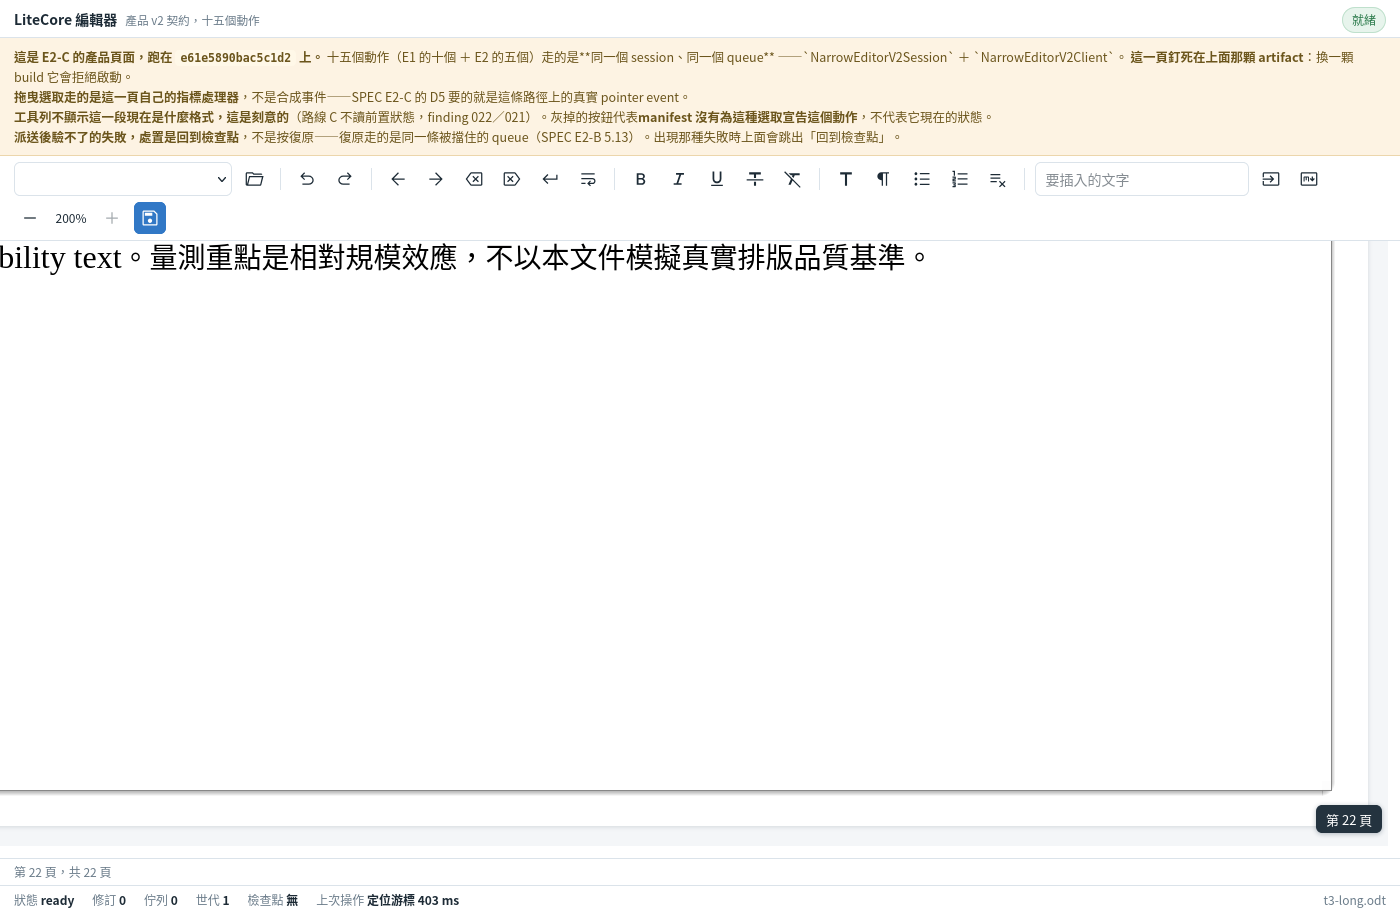 LiteCore 編輯器 產品 v2 契約，十五個動作 就緒
這是 E2-C 的產品頁面，跑在 e61e5890bac5c1d2 上。 十五個動作（E1 的十個 ＋ E2 的五個）走的是**同一個 session、同一個 queue** ——`NarrowEditorV2Session` ＋ `NarrowEditorV2Client`。 這一頁釘死在上面那顆 artifact：換一顆
build 它會拒絕啟動。
拖曳選取走的是這一頁自己的指標處理器，不是合成事件——SPEC E2-C 的 D5 要的就是這條路徑上的真實 pointer event。
工具列不顯示這一段現在是什麼格式，這是刻意的（路線 C 不讀前置狀態，finding 022／021）。灰掉的按鈕代表manifest 沒有為這種選取宣告這個動作，不代表它現在的狀態。
派送後驗不了的失敗，處置是回到檢查點，不是按復原——復原走的是同一條被擋住的 queue（SPEC E2-B 5.13）。出現那種失敗時上面會跳出「回到檢查點」。
要插入的文字
200%
bility text。量測重點是相對規模效應，不以本文件模擬真實排版品質基準。
第 22 頁
第 22 頁，共 22 頁
狀態 ready 修訂 0 佇列 0 世代 1 檢查點 無 上次操作 定位游標 403 ms t3-long.odt